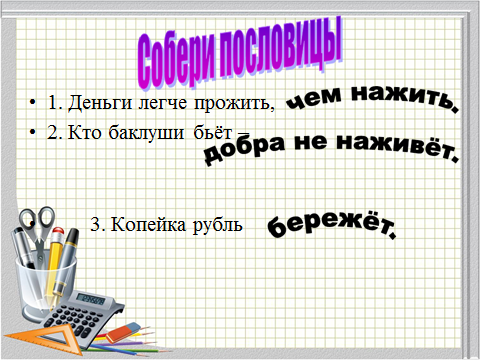 Собери пословицы
• 1. Деньги легче прожить, чем нажить.
• 2. Кто баклуши бьёт – добра не наживёт.
3. Копейка рубль бережёт.